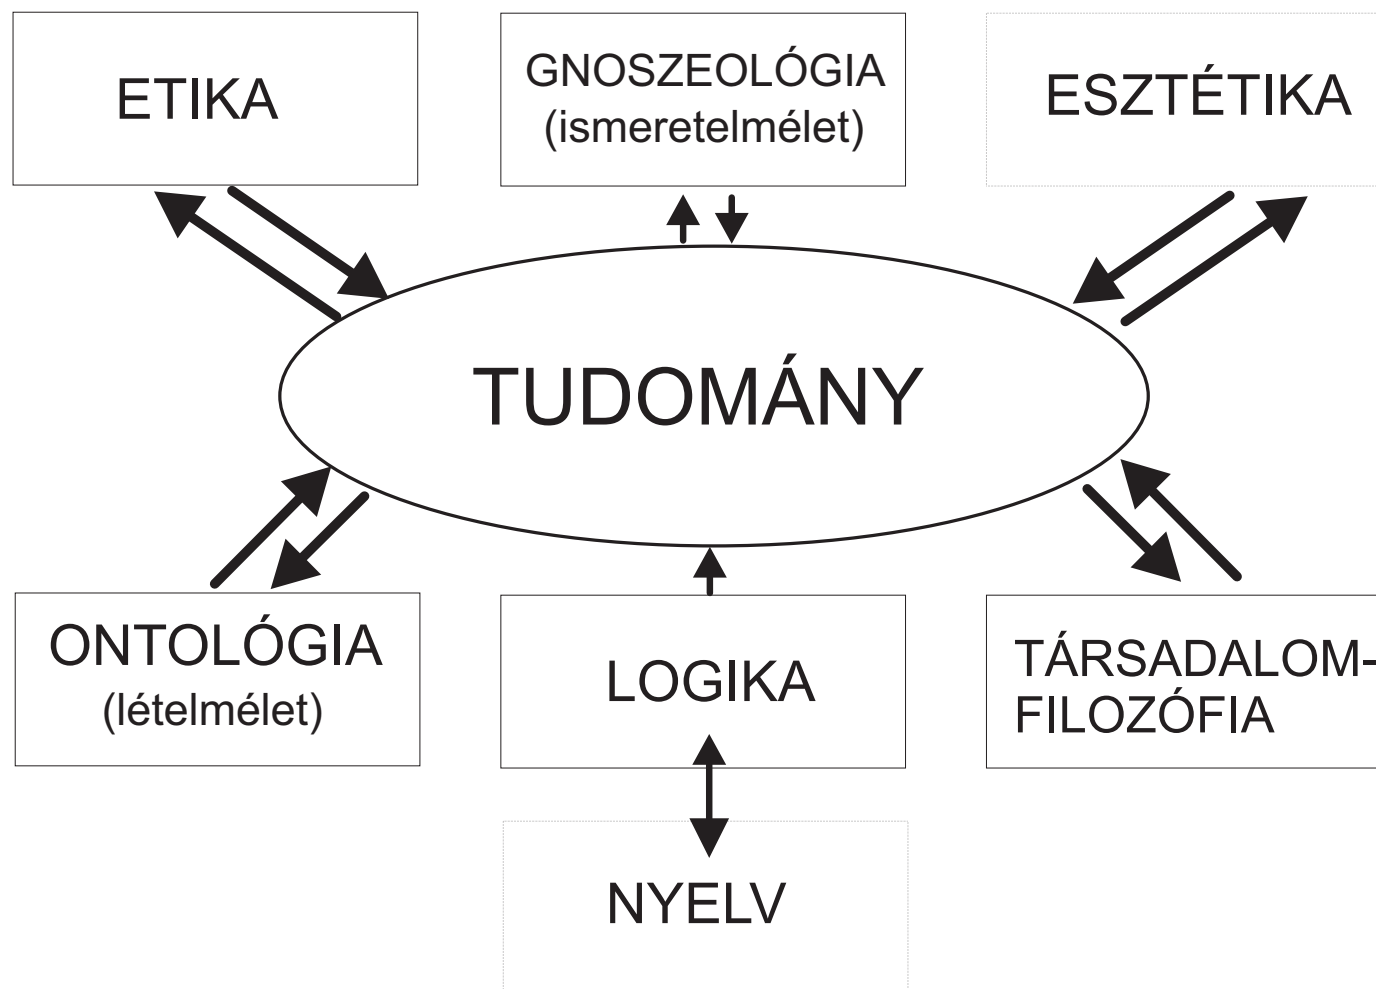 ETIKA
GNOSZEOLÓGIA
(ismeretelmélet)
ESZTÉTIKA
TUDOMÁNY
ONTOLÓGIA
(lételmélet)
LOGIKA
TÁRSADALOM-
FILOZÓFIA
NYELV